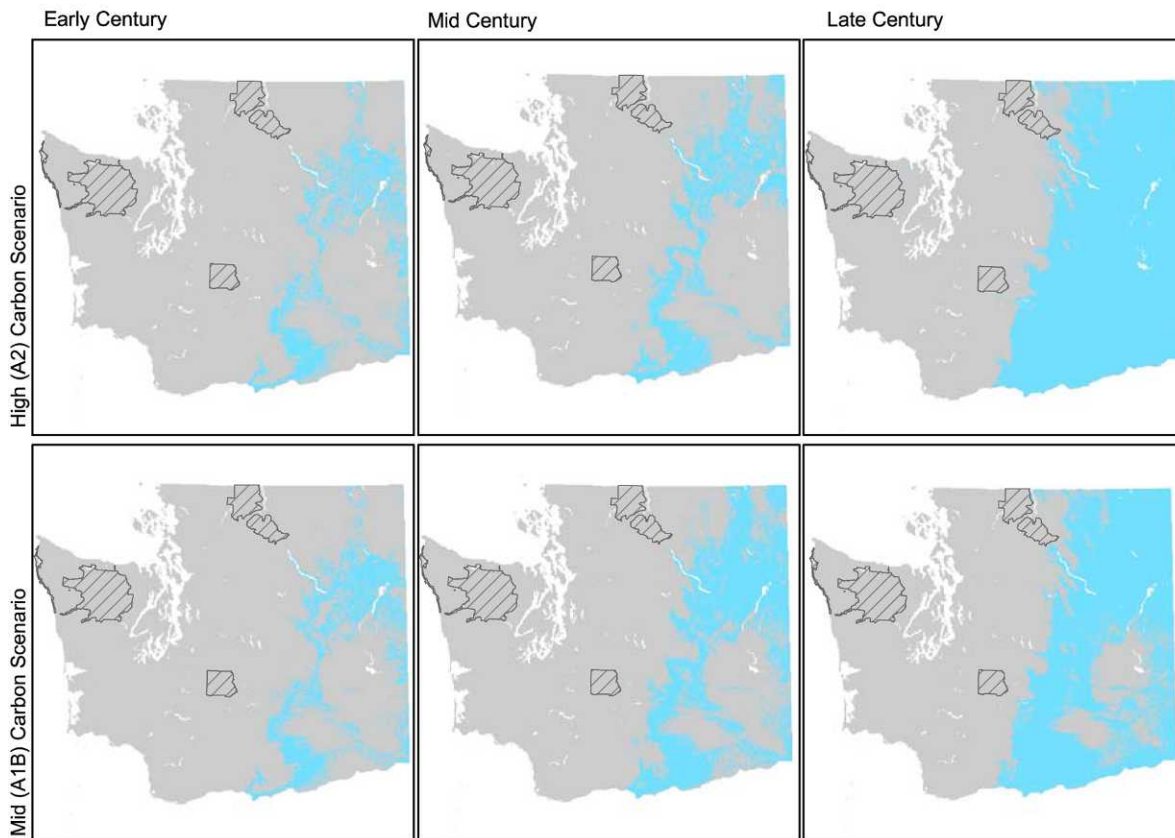 Early Century
Mid Century
Late Century
High (A2) Carbon Scenario
Mid (A1B) Carbon Scenario